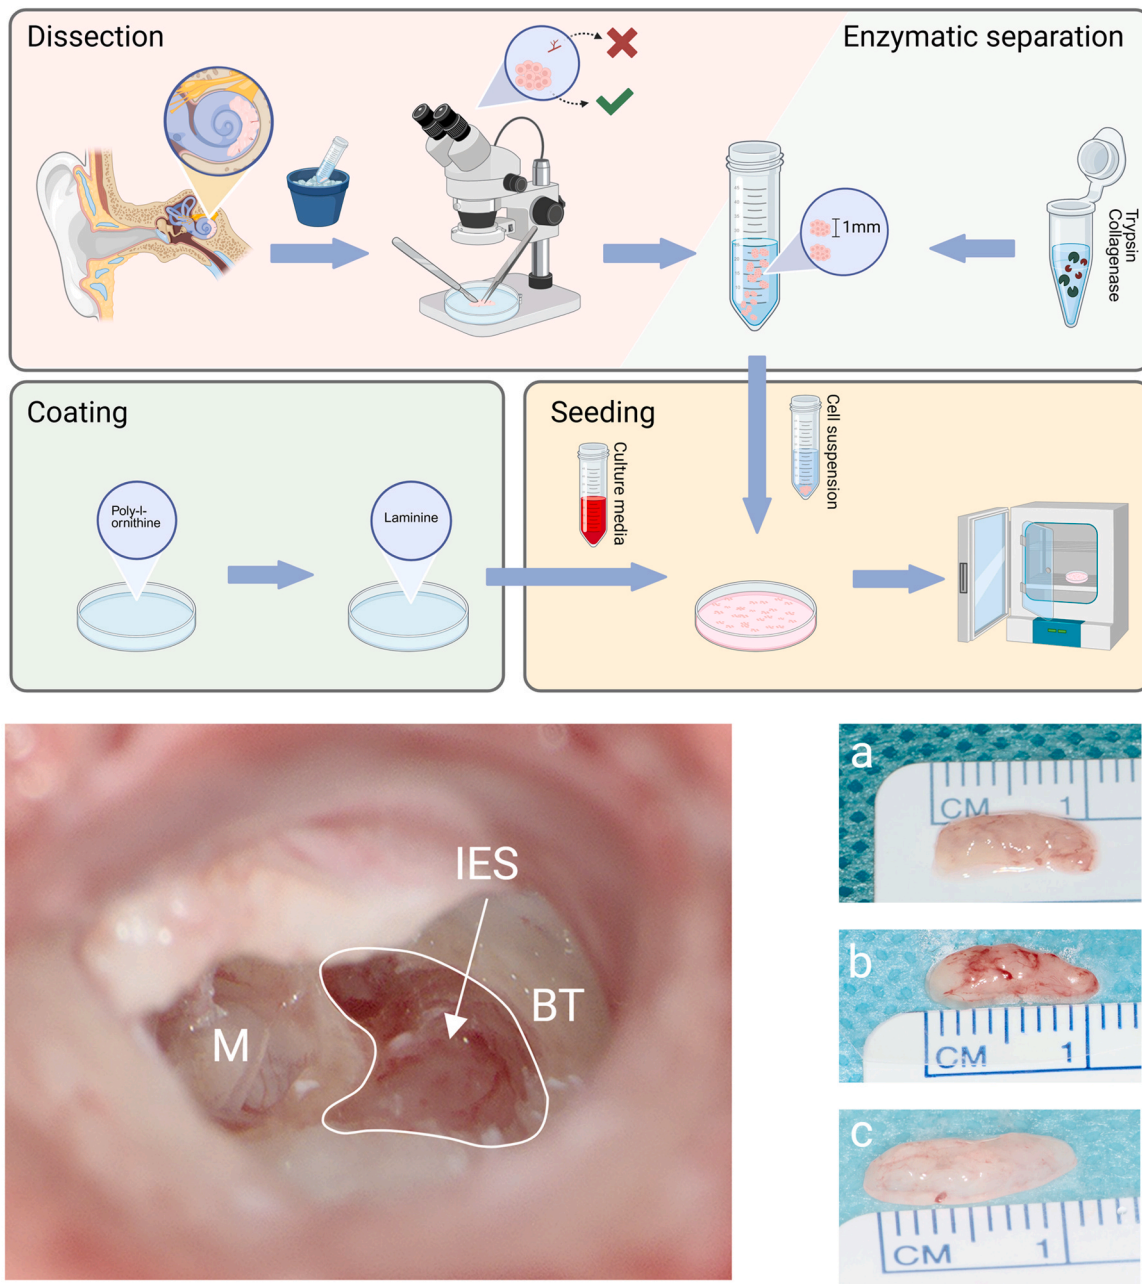 Dissection
Enzymatic separation
1mm
Trypsin
Collagenase
Coating
Seeding
Culture media
Cell suspension
Poly-l-
ornithine
Laminine
IES
BT
M
a
CM 1
b
CM 1
c
CM 1